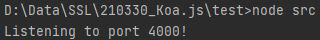 D:\Data\SSL\210330_Koa.js\test>node src
Listening to port 4000!